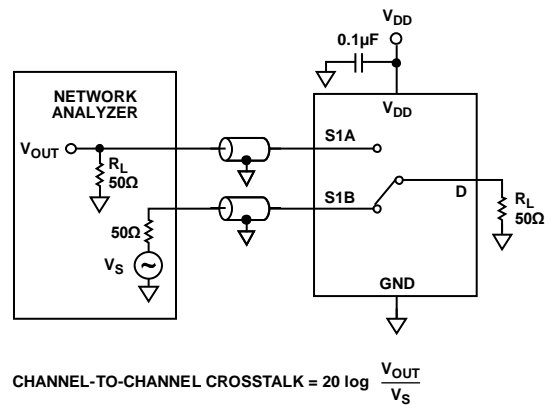 V_DD
0.1µF
NETWORK
ANALYZER
V_DD
V_OUT
S1A
R_L
50Ω
S1B
D
R_L
50Ω
50Ω
V_S
GND
CHANNEL-TO-CHANNEL CROSSTALK = 20 log V_OUT
V_S